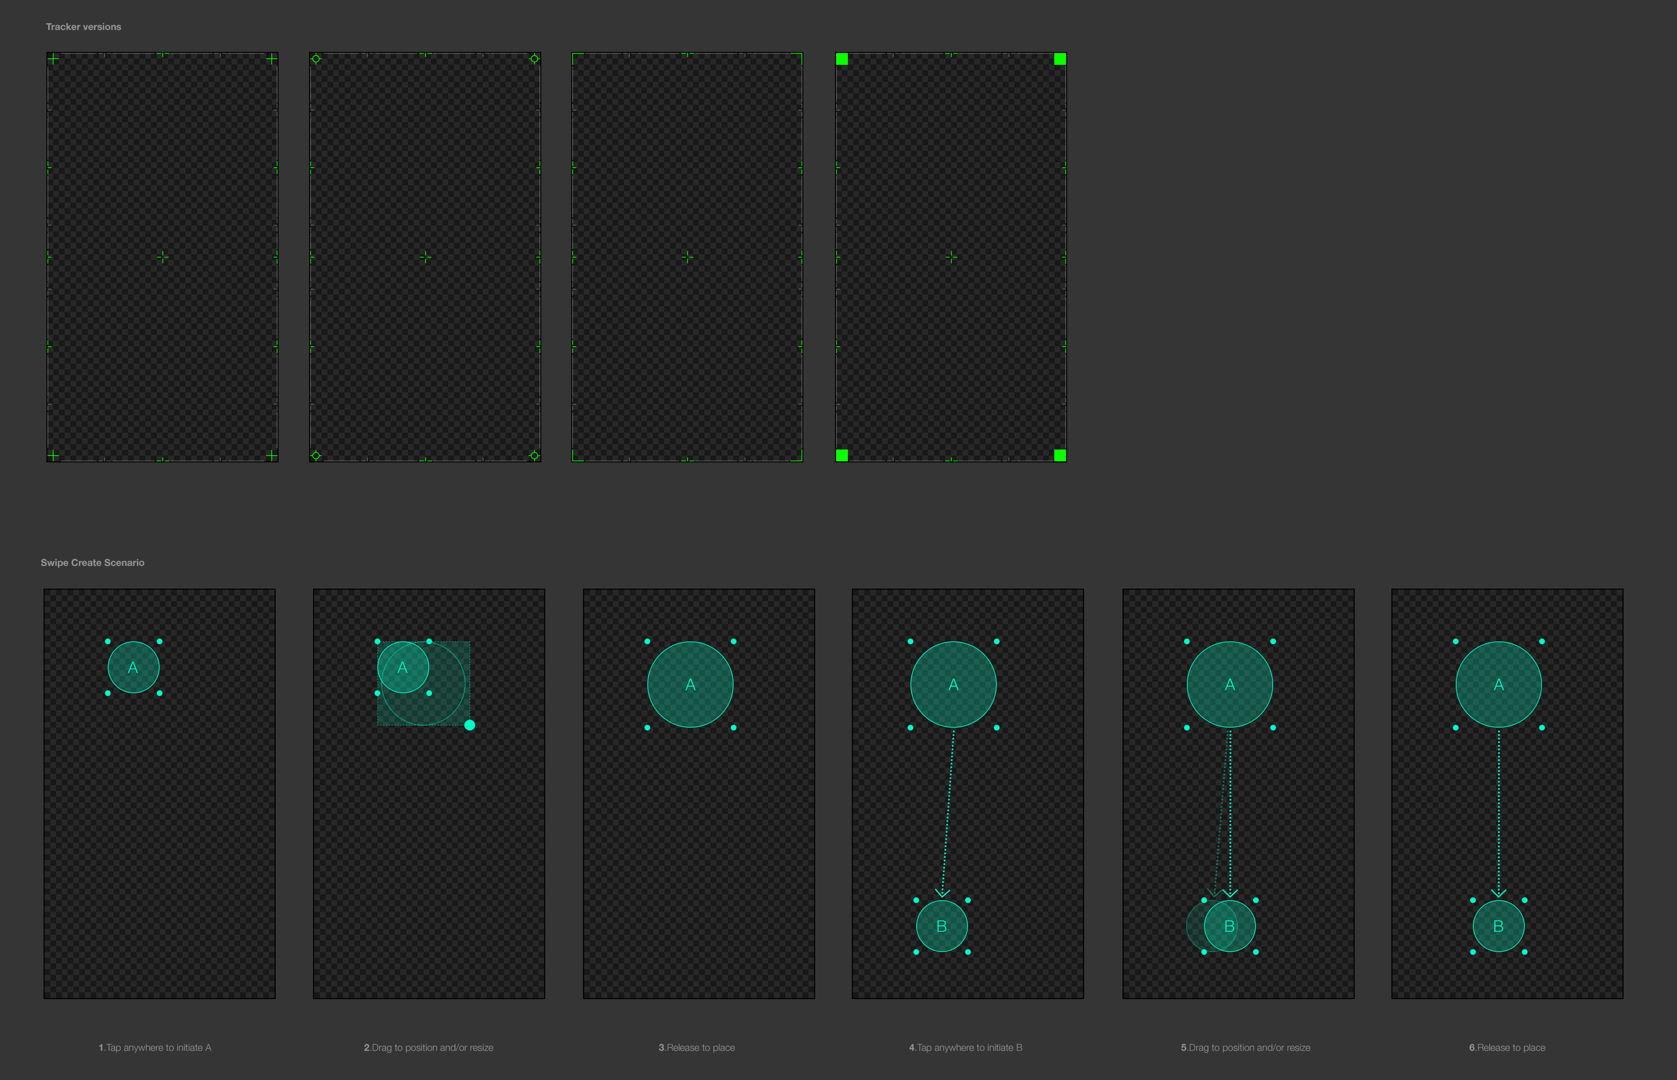 Tracker versions
Swipe Create Scenario
A
A
A
A
A
A
B
B
B
1.Tap anywhere to initiate A
2.Drag to position and/or resize
3.Release to place
4.Tap anywhere to initiate B
5.Drag to position and/or resize
6.Release to place